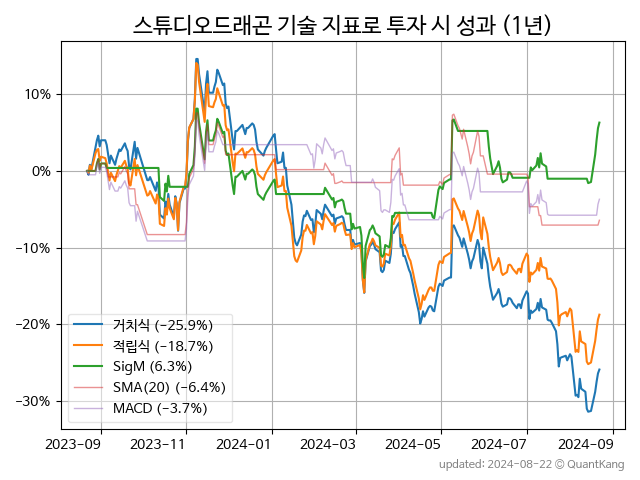 스튜디오드래곤 기술 지표로 투자 시 성과 (1년)
10%
0%
−10%
−20%
−30%
거치식 (−25.9%)
적립식 (−18.7%)
SigM (6.3%)
SMA(20) (−6.4%)
MACD (−3.7%)
2023−09
2023−11
2024−01
2024−03
2024−05
2024−07
2024−09
updated: 2024−08−22 © QuantKang